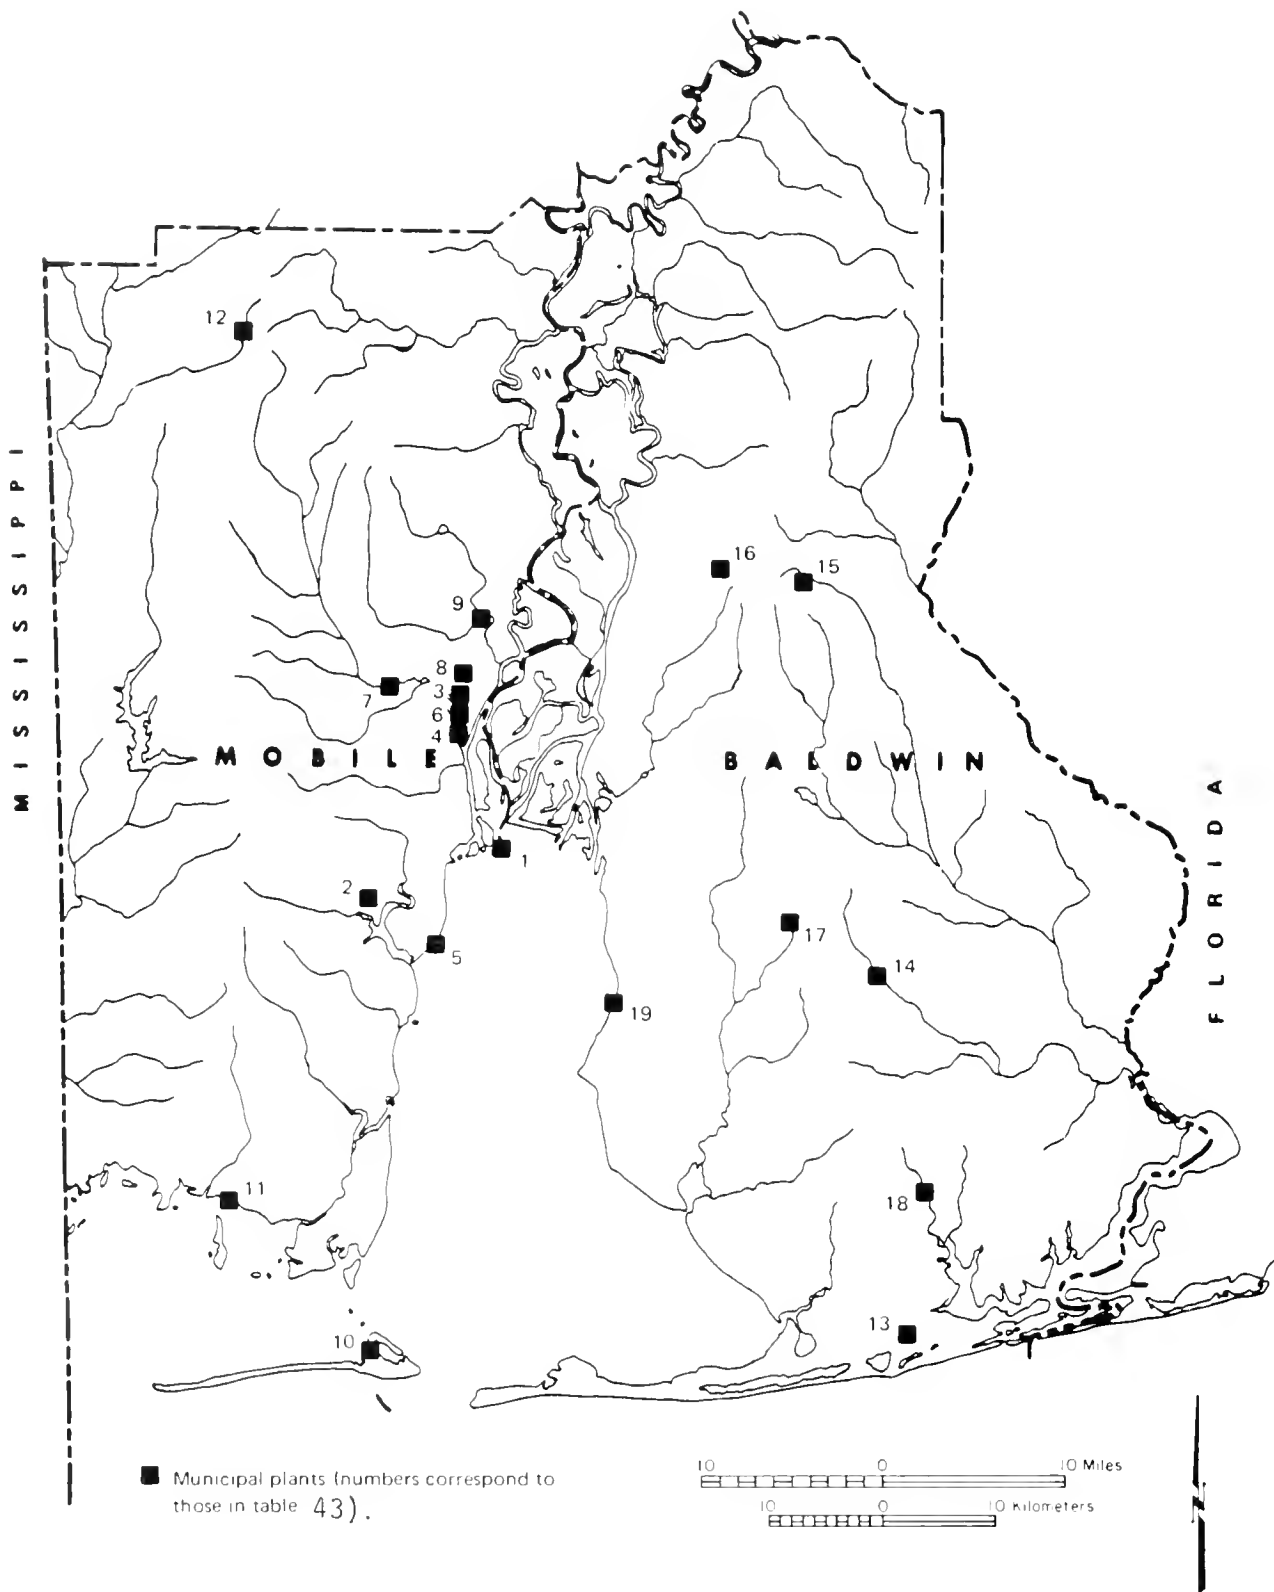 12
16
15
9
8
3
7
6
4
MISSISSIPPI
MOBILE
BALDWIN
FLORIDA
1
2
5
17
14
19
11
18
13
10
Municipal plants (numbers correspond to
those in table 43).
10 0 10 Miles
10 0 10 Kilometers
N